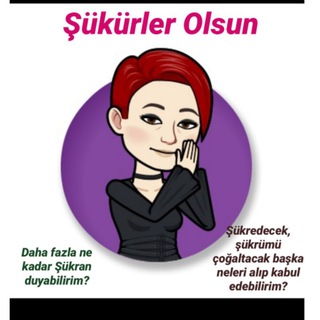 Şükürler Olsun
Daha fazla ne
kadar Şükran
duyabilirim?
Şükredecek,
şükrümü
çoğaltacak başka
neleri alıp kabul
edebilirim?